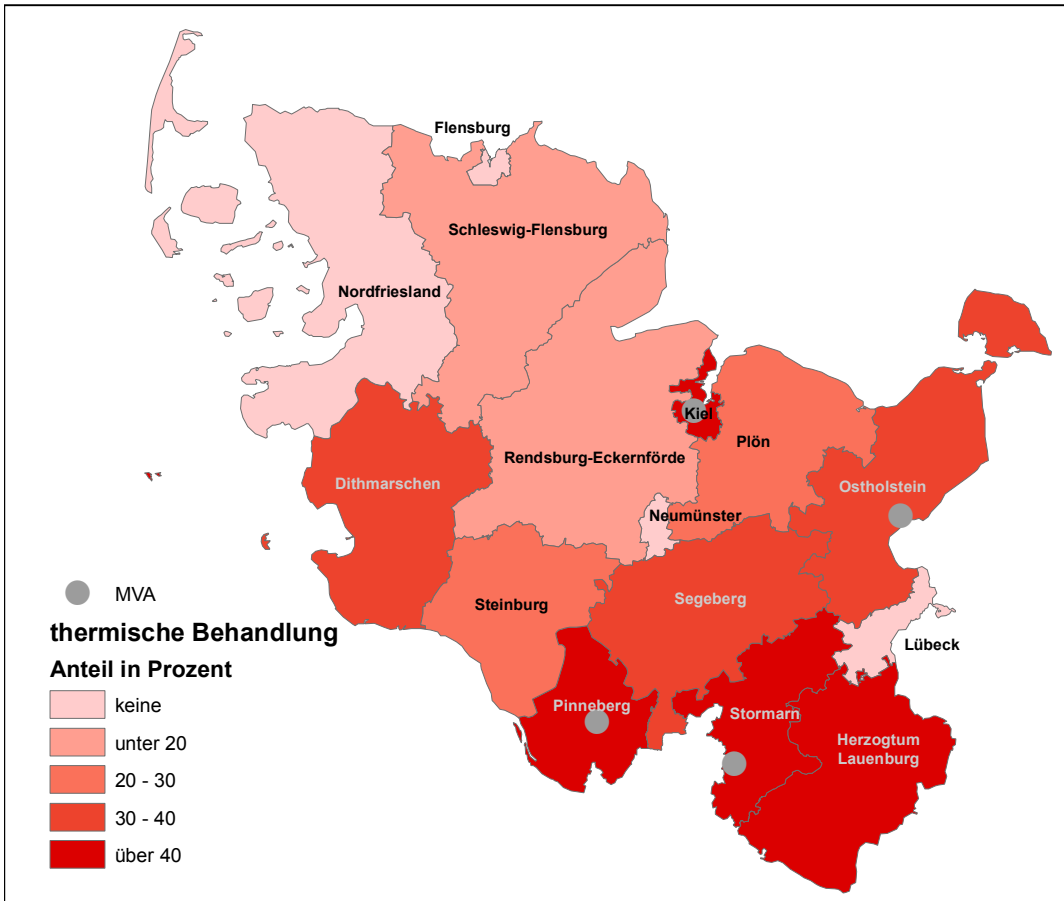 Flensburg
Schleswig-Flensburg
Nordfriesland
Kiel
Plön
Rendsburg-Eckernförde
Dithmarschen
Ostholstein
Neumünster
MVA
Steinburg
Segeberg
thermische Behandlung
Lübeck
Anteil in Prozent
keine
Pinneberg
Stormarn
unter 20
Herzogtum
Lauenburg
20 - 30
30 - 40
über 40